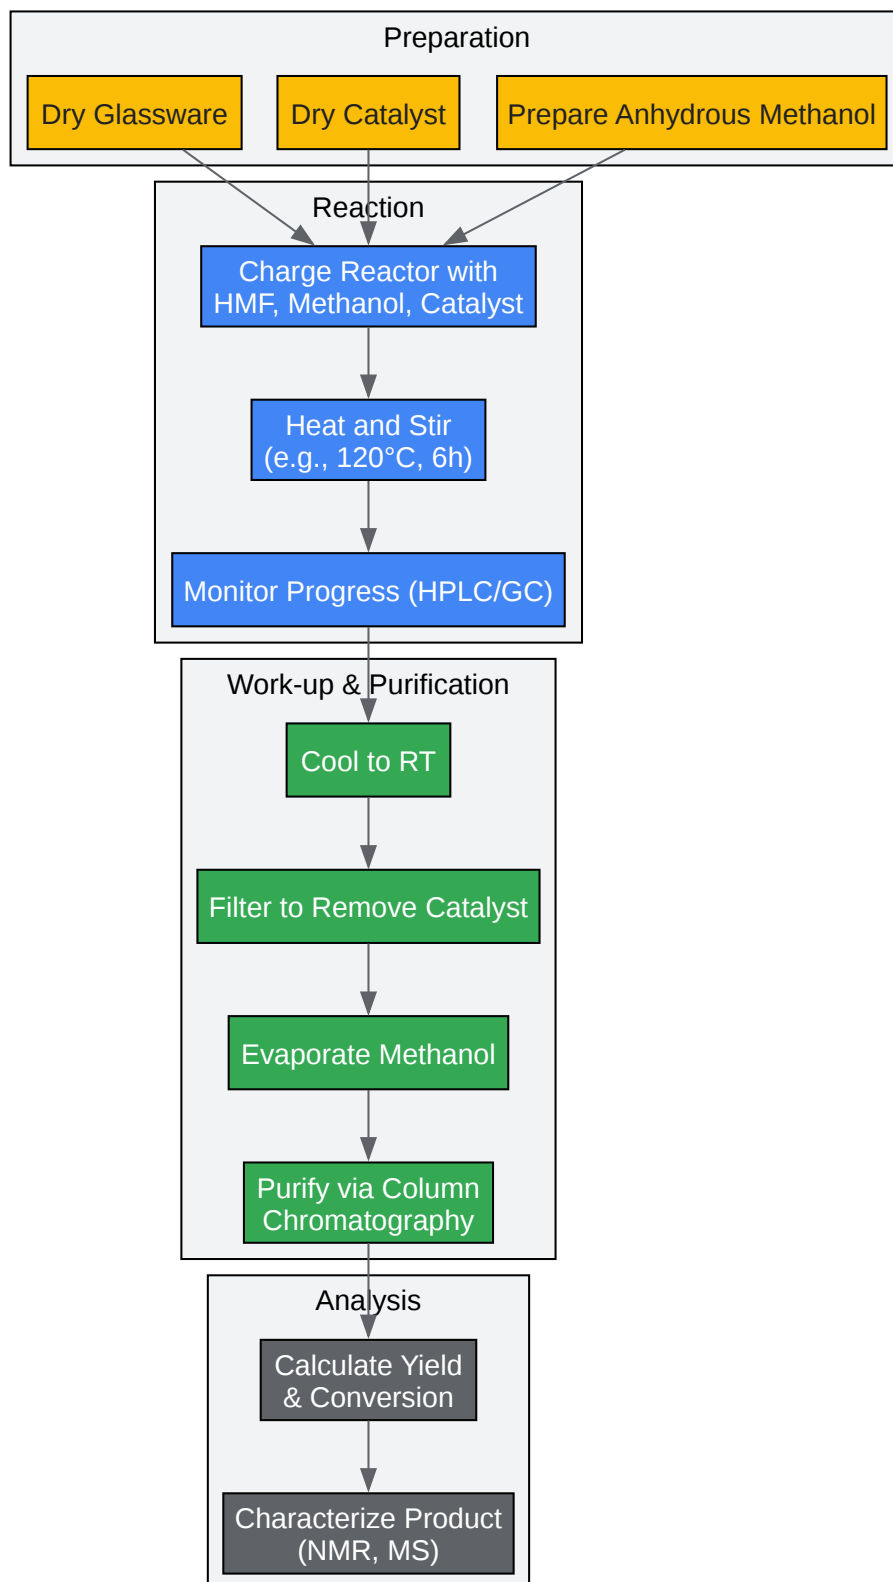 Preparation
Dry Glassware
Dry Catalyst
Prepare Anhydrous Methanol
Reaction
Charge Reactor with
HMF, Methanol, Catalyst
Heat and Stir
(e.g., 120°C, 6h)
Monitor Progress (HPLC/GC)
Work-up & Purification
Cool to RT
Filter to Remove Catalyst
Evaporate Methanol
Purify via Column
Chromatography
Analysis
Calculate Yield
& Conversion
Characterize Product
(NMR, MS)